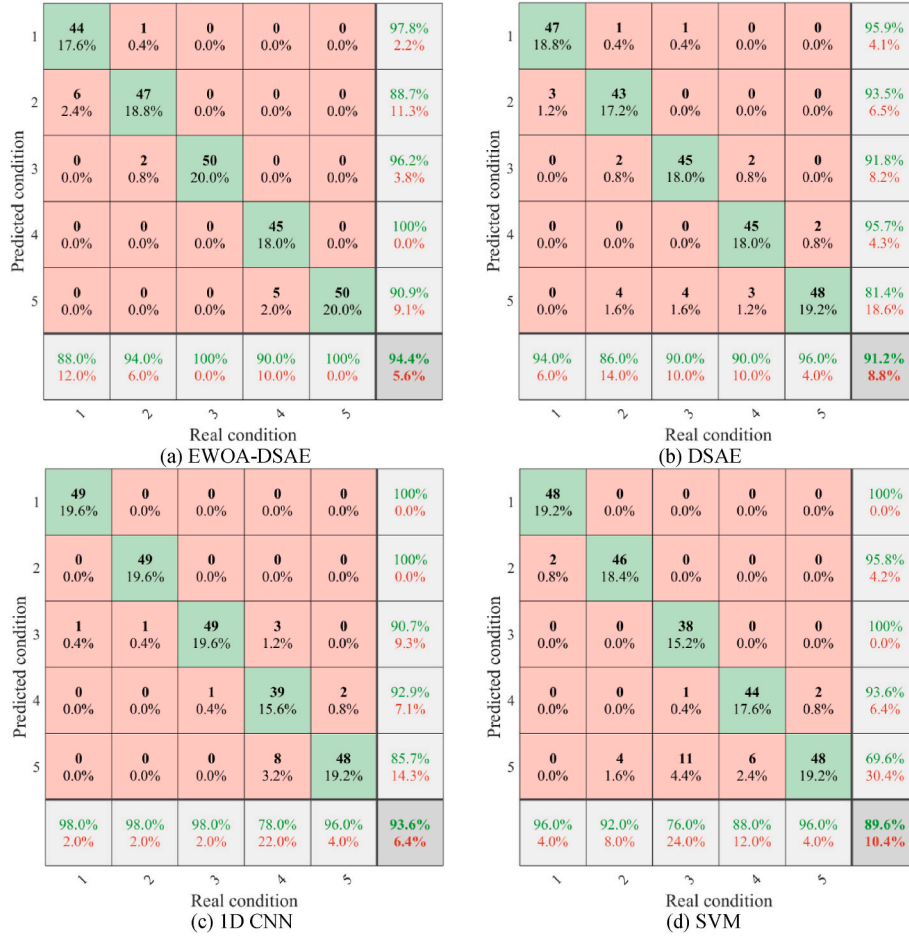 44 1 0 0 0 97.8%
1 17.6% 0.4% 0.0% 0.0% 0.0% 2.2%
6 47 0 0 0 88.7%
2 2.4% 18.8% 0.0% 0.0% 0.0% 11.3%
0 2 50 0 0 96.2%
3 0.0% 0.8% 20.0% 0.0% 0.0% 3.8%
0 0 0 45 0 100%
4 0.0% 0.0% 0.0% 18.0% 0.0% 0.0%
0 0 0 5 50 90.9%
5 0.0% 0.0% 0.0% 2.0% 20.0% 9.1%
88.0% 94.0% 100% 90.0% 100% 94.4%
12.0% 6.0% 0.0% 10.0% 0.0% 5.6%
1 2 3 4 5
Predicted condition
Real condition
(a) EWOA-DSAE
47 1 1 0 0 95.9%
1 18.8% 0.4% 0.4% 0.0% 0.0% 4.1%
3 43 0 0 0 93.5%
2 1.2% 17.2% 0.0% 0.0% 0.0% 6.5%
0 2 45 2 0 91.8%
3 0.0% 0.8% 18.0% 0.8% 0.0% 8.2%
0 0 0 45 2 95.7%
4 0.0% 0.0% 0.0% 18.0% 0.8% 4.3%
0 4 4 3 48 81.4%
5 0.0% 1.6% 1.6% 1.2% 19.2% 18.6%
94.0% 86.0% 90.0% 90.0% 96.0% 91.2%
6.0% 14.0% 10.0% 10.0% 4.0% 8.8%
1 2 3 4 5
Predicted condition
Real condition
(b) DSAE
49 0 0 0 0 100%
1 19.6% 0.0% 0.0% 0.0% 0.0% 0.0%
0 49 0 0 0 100%
2 0.0% 19.6% 0.0% 0.0% 0.0% 0.0%
1 1 49 3 0 90.7%
3 0.4% 0.4% 19.6% 1.2% 0.0% 9.3%
0 0 1 39 2 92.9%
4 0.0% 0.0% 0.4% 15.6% 0.8% 7.1%
0 0 0 8 48 85.7%
5 0.0% 0.0% 0.0% 3.2% 19.2% 14.3%
98.0% 98.0% 98.0% 78.0% 96.0% 93.6%
2.0% 2.0% 2.0% 22.0% 4.0% 6.4%
1 2 3 4 5
Predicted condition
Real condition
(c) 1D CNN
48 0 0 0 0 100%
1 19.2% 0.0% 0.0% 0.0% 0.0% 0.0%
2 46 0 0 0 95.8%
2 0.8% 18.4% 0.0% 0.0% 0.0% 4.2%
0 0 38 0 0 100%
3 0.0% 0.0% 15.2% 0.0% 0.0% 0.0%
0 0 1 44 2 93.6%
4 0.0% 0.0% 0.4% 17.6% 0.8% 6.4%
0 4 11 6 48 69.6%
5 0.0% 1.6% 4.4% 2.4% 19.2% 30.4%
96.0% 92.0% 76.0% 88.0% 96.0% 89.6%
4.0% 8.0% 24.0% 12.0% 4.0% 10.4%
1 2 3 4 5
Predicted condition
Real condition
(d) SVM